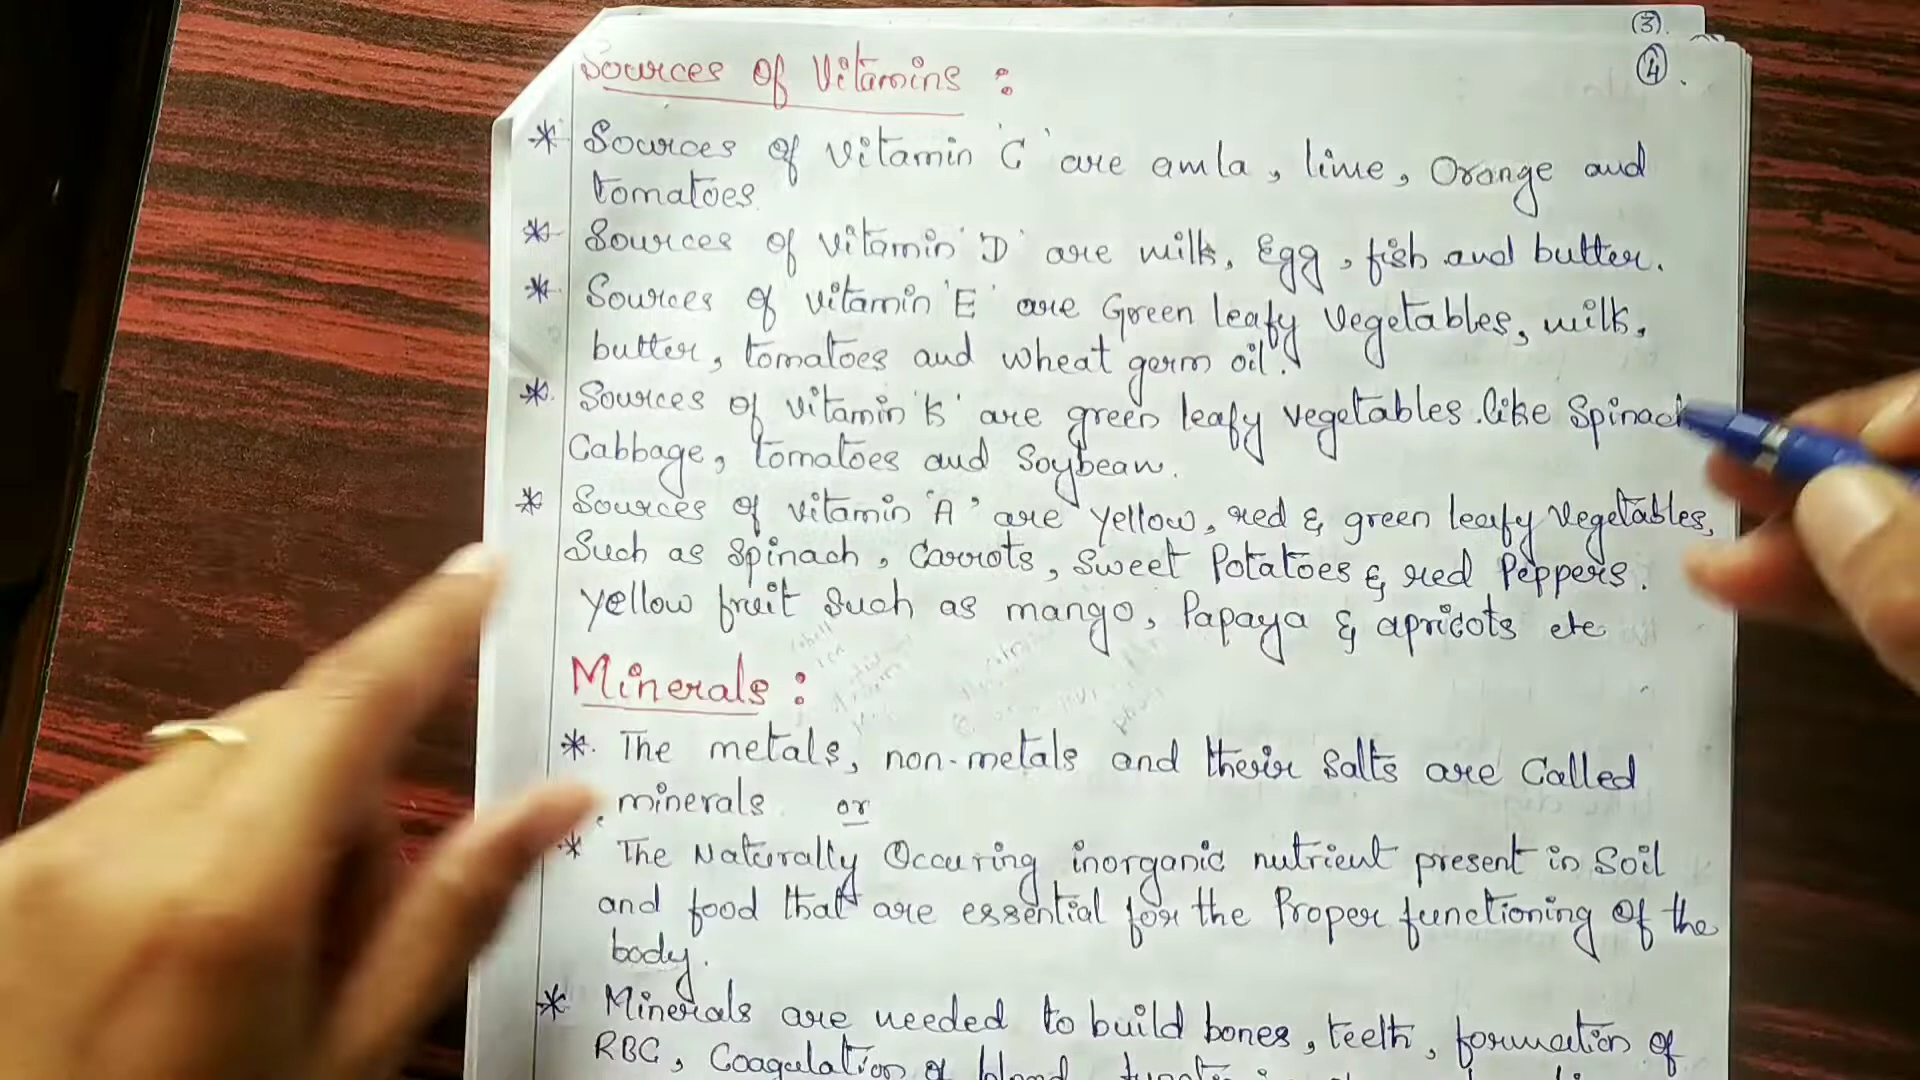 (3).
(4).
Sources of Vitamins :
* Sources of vitamin 'C' are amla, lime, Orange and
tomatoes.
* Sources of vitamin 'D' are milk, Egg, fish and butter.
* Sources of vitamin 'E' are Green leafy vegetables, milk,
butter, tomatoes and wheat germ oil.
* Sources of vitamin 'K' are green leafy vegetables. like Spinach
Cabbage, tomatoes and Soybean.
* Sources of vitamin 'A' are yellow, red & green leafy vegetables,
Such as Spinach, Carrots, Sweet Potatoes & red Peppers.
yellow fruit Such as mango, Papaya & apricots etc
Minerals :
*. The metals, non-metals and their Salts are Called
minerals. or
* The Naturally Occuring inorganic nutrient present in Soil
and food that are essential for the Proper functioning of the
body.
* Minerals are needed to build bones, teeth, formation of
RBC, Coagulation of blood,